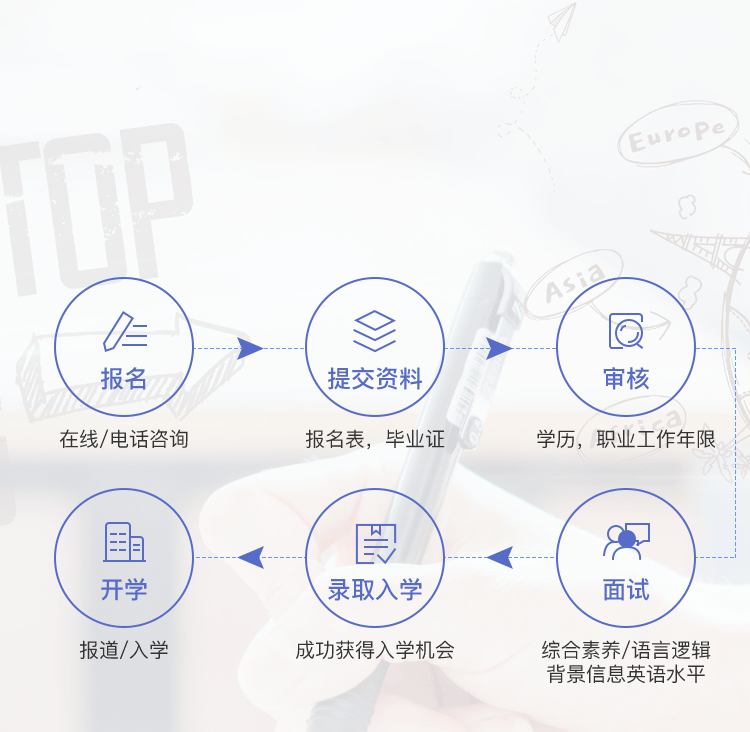 TOP
Europe
Asia
Africa
报名
在线/电话咨询
提交资料
报名表，毕业证
审核
学历，职业工作年限
面试
综合素养/语言逻辑
背景信息英语水平
录取入学
成功获得入学机会
开学
报道/入学